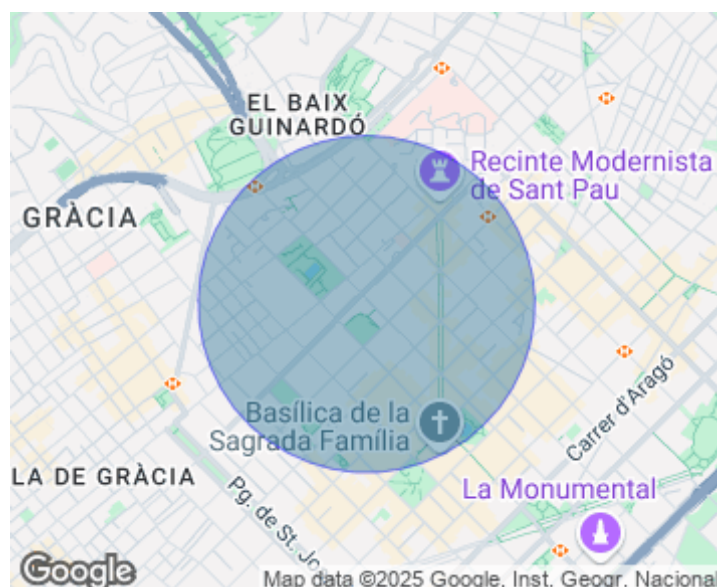 EL BAIX
GUINARDÓ
Recinte Modernista
de Sant Pau
GRÀCIA
Basílica de la
Sagrada Família
Carrer d'Aragó
LA DE GRÀCIA
Pg. de St. Jo
La Monumental
Google
Map data ©2025 Google, Inst. Geogr. Nacional